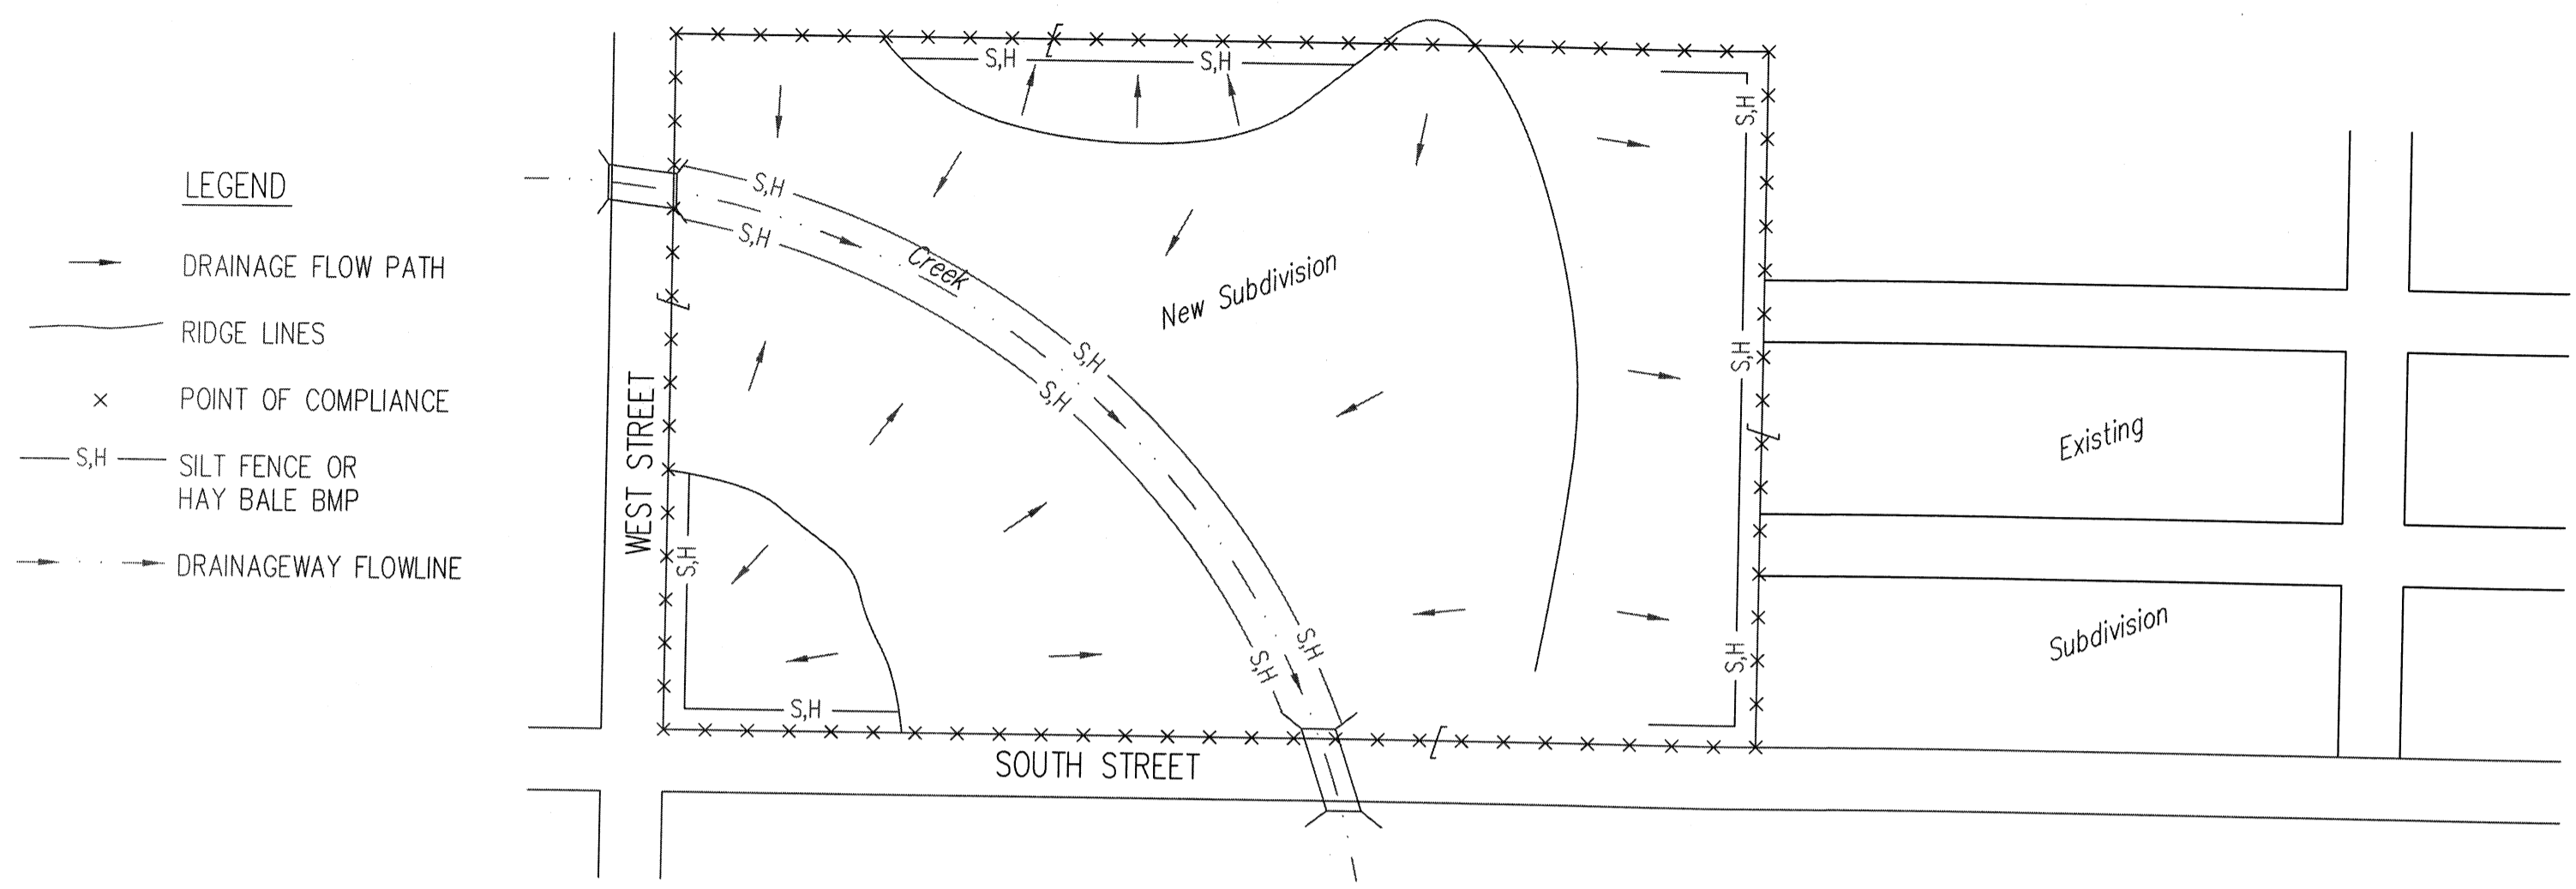 LEGEND
DRAINAGE FLOW PATH
RIDGE LINES
POINT OF COMPLIANCE
S,H
SILT FENCE OR
HAY BALE BMP
DRAINAGEWAY FLOWLINE
S,H
S,H
S,H
S,H
S,H
Creek
New Subdivision
S,H
S,H
S,H
WEST STREET
Existing
S,H
S,H
S,H
S,H
Subdivision
S,H
SOUTH STREET